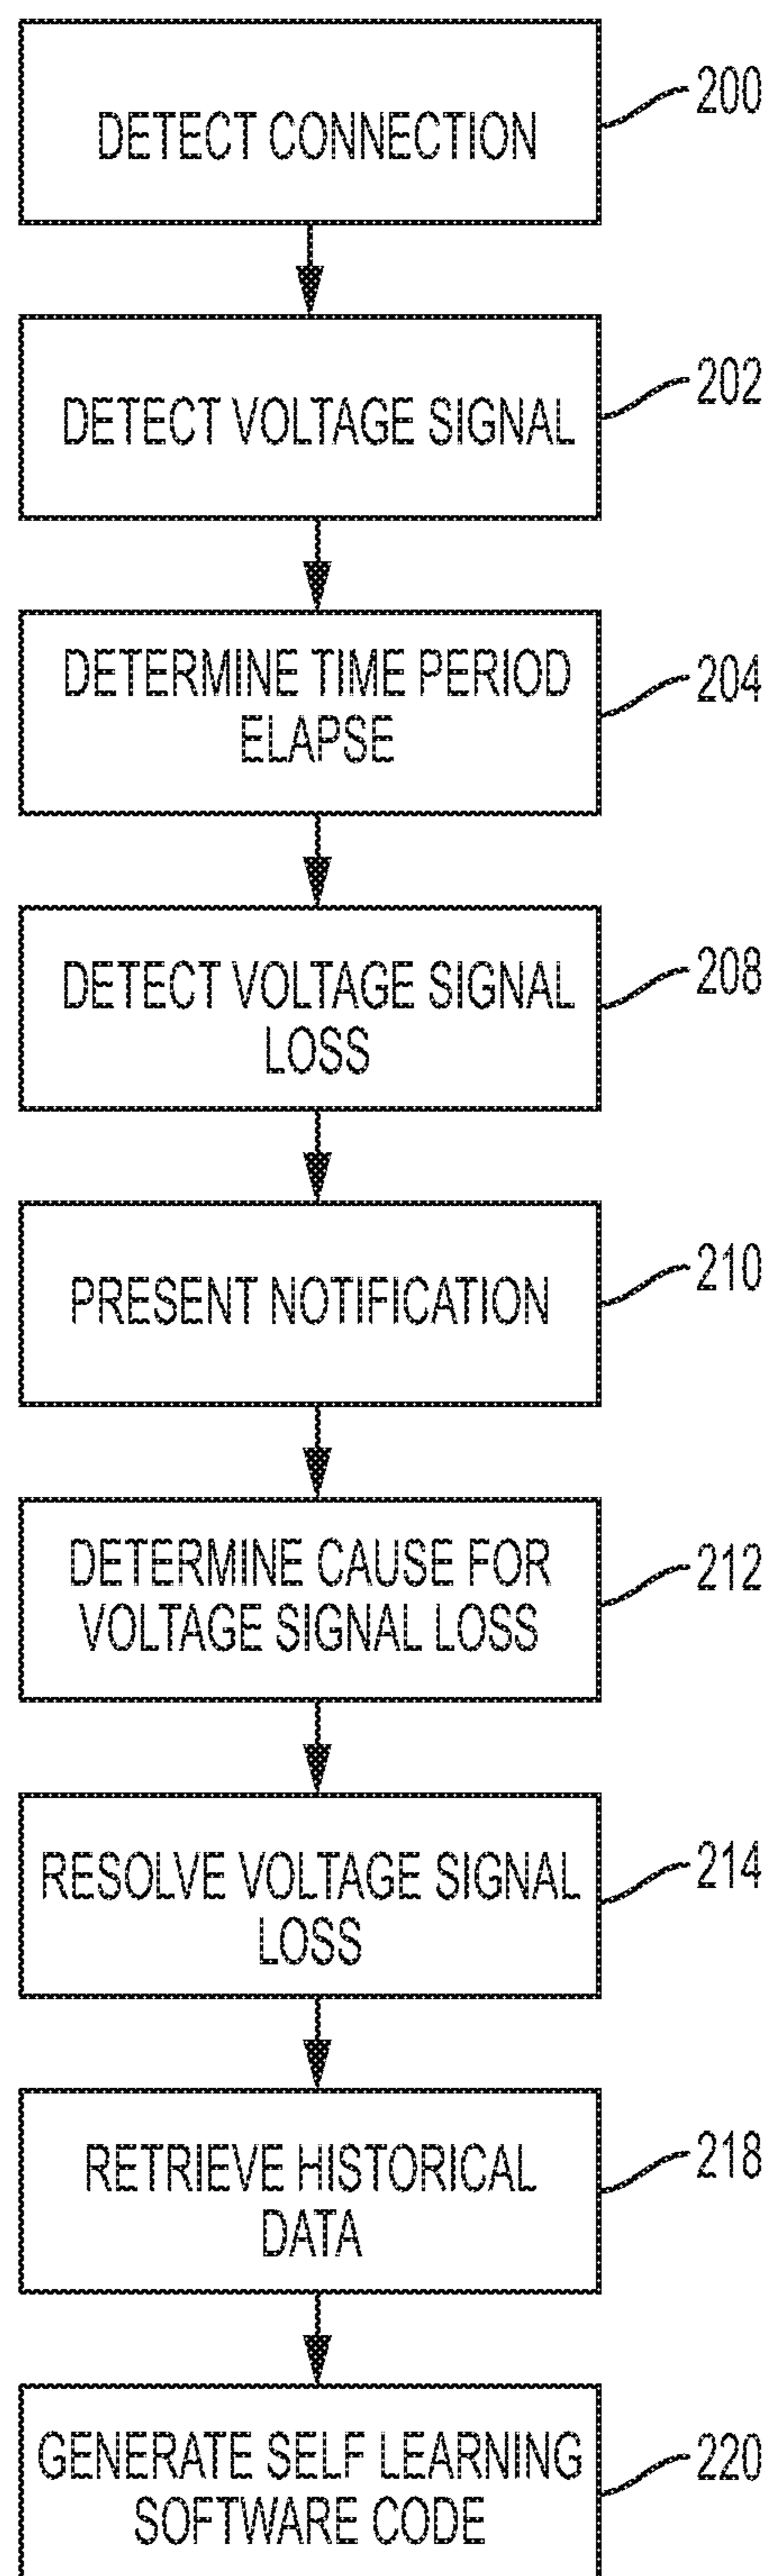 DETECT CONNECTION
200
DETECT VOLTAGE SIGNAL
202
DETERMINE TIME PERIOD
ELAPSE
204
DETECT VOLTAGE SIGNAL
LOSS
208
PRESENT NOTIFICATION
210
DETERMINE CAUSE FOR
VOLTAGE SIGNAL LOSS
212
RESOLVE VOLTAGE SIGNAL
LOSS
214
RETRIEVE HISTORICAL
DATA
218
GENERATE SELF LEARNING
SOFTWARE CODE
220